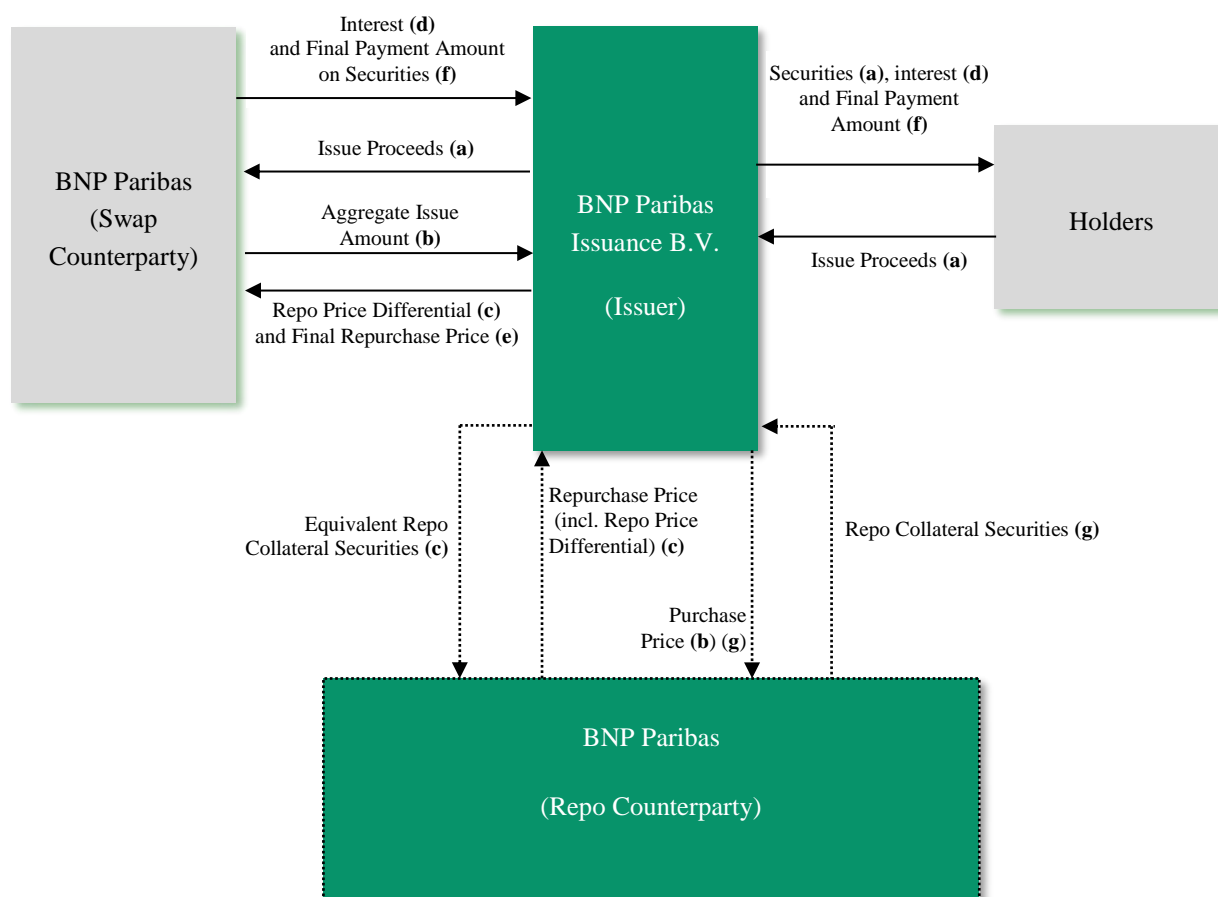 Interest (d)
and Final Payment Amount
on Securities (f)
Issue Proceeds (a)
Aggregate Issue
Amount (b)
Repo Price Differential (c)
and Final Repurchase Price (e)
BNP Paribas
(Swap
Counterparty)
BNP Paribas
Issuance B.V.
(Issuer)
Securities (a), interest (d)
and Final Payment
Amount (f)
Issue Proceeds (a)
Holders
Equivalent Repo
Collateral Securities (c)
Repurchase Price
(incl. Repo Price
Differential) (c)
Purchase
Price (b) (g)
Repo Collateral Securities (g)
BNP Paribas
(Repo Counterparty)